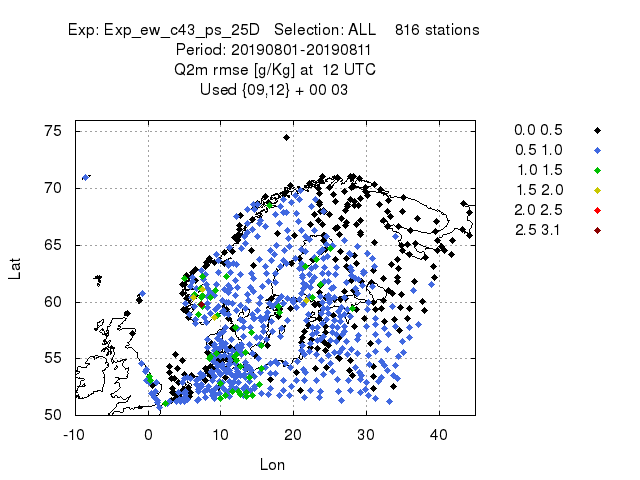 Exp: Exp_ew_c43_ps_25D   Selection: ALL    816 stations
Period: 20190801-20190811
Q2m rmse [g/Kg] at  12 UTC
Used {09,12} + 00 03
0.0 0.5
0.5 1.0
1.0 1.5
1.5 2.0
2.0 2.5
2.5 3.1
75
70
65
60
55
50
Lat
-10 0 10 20 30 40
Lon